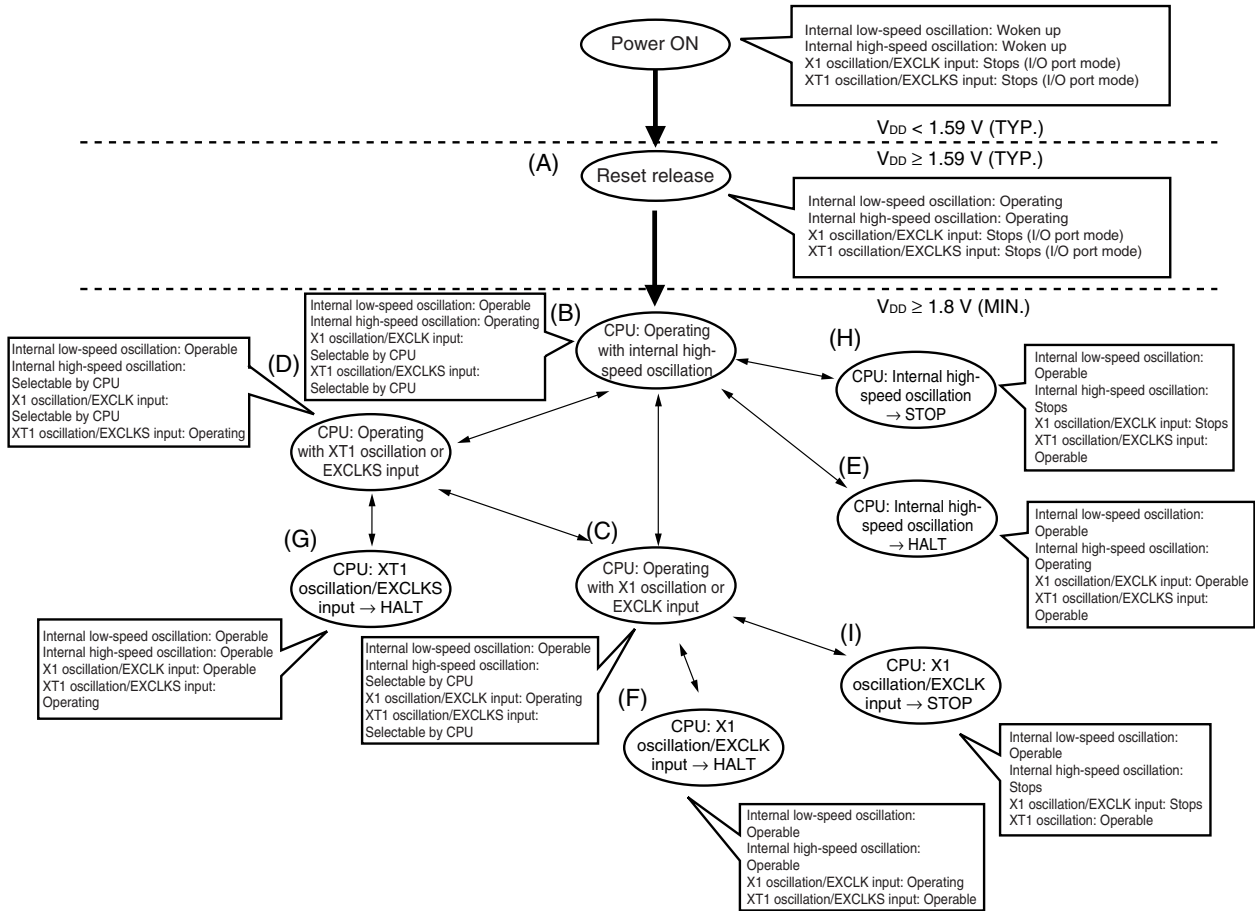 Power ON
Internal low-speed oscillation: Woken up
Internal high-speed oscillation: Woken up
X1 oscillation/EXCLK input: Stops (I/O port mode)
XT1 oscillation/EXCLKS input: Stops (I/O port mode)
VDD < 1.59 V (TYP.)
VDD ≥ 1.59 V (TYP.)
(A)
Reset release
Internal low-speed oscillation: Operating
Internal high-speed oscillation: Operating
X1 oscillation/EXCLK input: Stops (I/O port mode)
XT1 oscillation/EXCLKS input: Stops (I/O port mode)
VDD ≥ 1.8 V (MIN.)
Internal low-speed oscillation: Operable
Internal high-speed oscillation: Operating
X1 oscillation/EXCLK input:
Selectable by CPU
XT1 oscillation/EXCLKS input:
Selectable by CPU
(B)
CPU: Operating
with internal high-
speed oscillation
Internal low-speed oscillation: Operable
Internal high-speed oscillation:
Selectable by CPU
X1 oscillation/EXCLK input:
Selectable by CPU
XT1 oscillation/EXCLKS input: Operating
(D)
CPU: Operating
with XT1 oscillation or
EXCLKS input
(H)
CPU: Internal high-
speed oscillation
→ STOP
Internal low-speed oscillation:
Operable
Internal high-speed oscillation:
Stops
X1 oscillation/EXCLK input: Stops
XT1 oscillation/EXCLKS input:
Operable
(E)
CPU: Internal high-
speed oscillation
→ HALT
Internal low-speed oscillation:
Operable
Internal high-speed oscillation:
Operating
X1 oscillation/EXCLK input: Operable
XT1 oscillation/EXCLKS input:
Operable
(G)
CPU: XT1
oscillation/EXCLKS
input → HALT
Internal low-speed oscillation: Operable
Internal high-speed oscillation: Operable
X1 oscillation/EXCLK input: Operable
XT1 oscillation/EXCLKS input:
Operating
(C)
CPU: Operating
with X1 oscillation or
EXCLK input
Internal low-speed oscillation: Operable
Internal high-speed oscillation:
Selectable by CPU
X1 oscillation/EXCLK input: Operating
XT1 oscillation/EXCLKS input:
Selectable by CPU
(I)
CPU: X1
oscillation/EXCLK
input → STOP
Internal low-speed oscillation:
Operable
Internal high-speed oscillation:
Stops
X1 oscillation/EXCLK input: Stops
XT1 oscillation: Operable
(F)
CPU: X1
oscillation/EXCLK
input → HALT
Internal low-speed oscillation:
Operable
Internal high-speed oscillation:
Operable
X1 oscillation/EXCLK input: Operating
XT1 oscillation/EXCLKS input: Operable